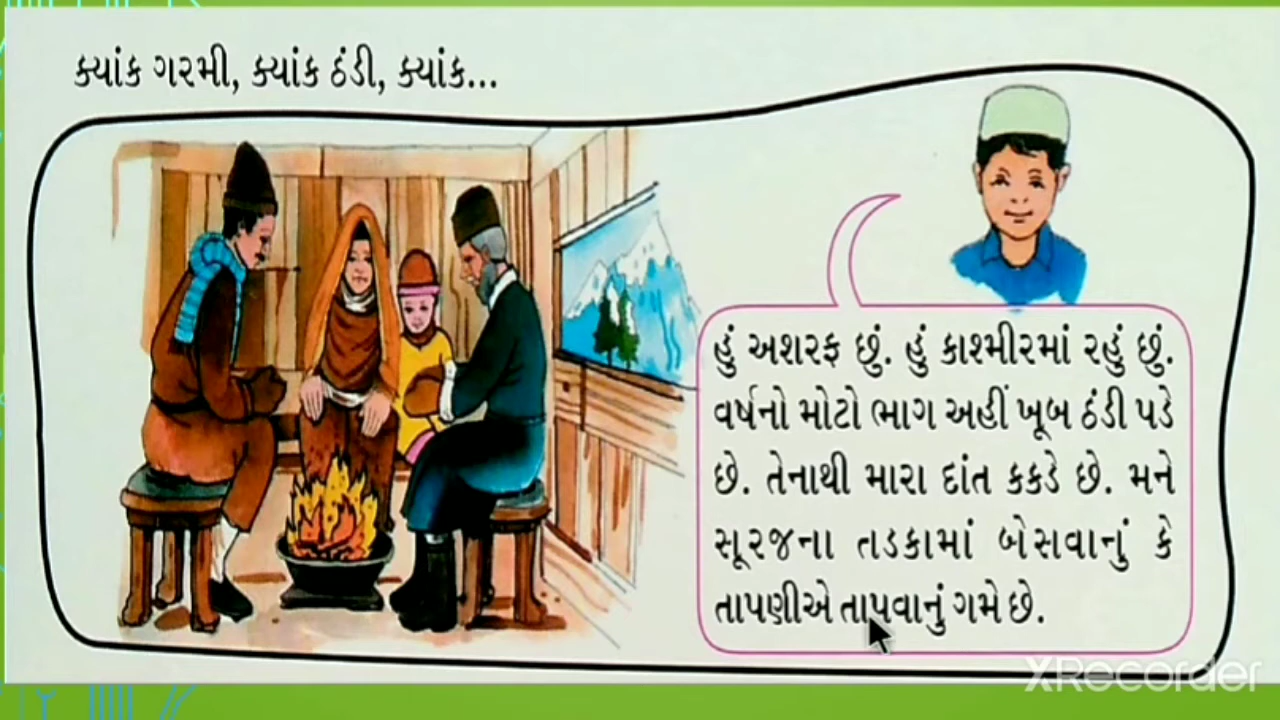 ક્યાંક ગરમી, ક્યાંક ઠંડી, ક્યાંક...
હું અશરફ છું. હું કાશ્મીરમાં રહું છું.
વર્ષનો મોટો ભાગ અહીં ખૂબ ઠંડી પડે
છે. તેનાથી મારા દાંત કકડે છે. મને
સૂરજના તડકામાં બેસવાનું કે
તાપણીએ તાપવાનું ગમે છે.
XRecorder